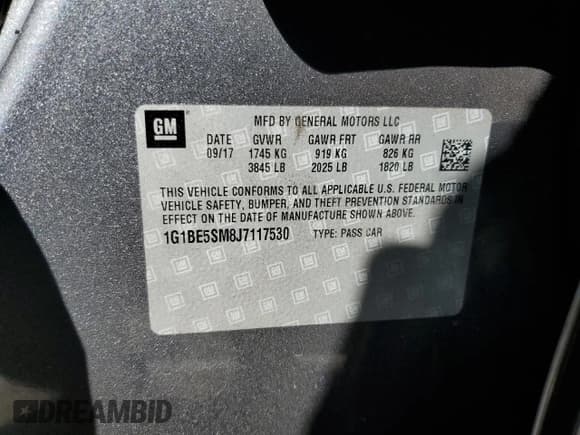 GM
MFD BY GENERAL MOTORS LLC
DATE GVWR GAWR FRT GAWR RR
09/17 1745 KG 919 KG 826 KG
3845 LB 2025 LB 1820 LB
THIS VEHICLE CONFORMS TO ALL APPLICABLE U.S. FEDERAL MOTOR
VEHICLE SAFETY, BUMPER, AND THEFT PREVENTION STANDARDS IN
EFFECT ON THE DATE OF MANUFACTURE SHOWN ABOVE.
1G1BE5SM8J7117530 TYPE: PASS CAR
DREAMBID